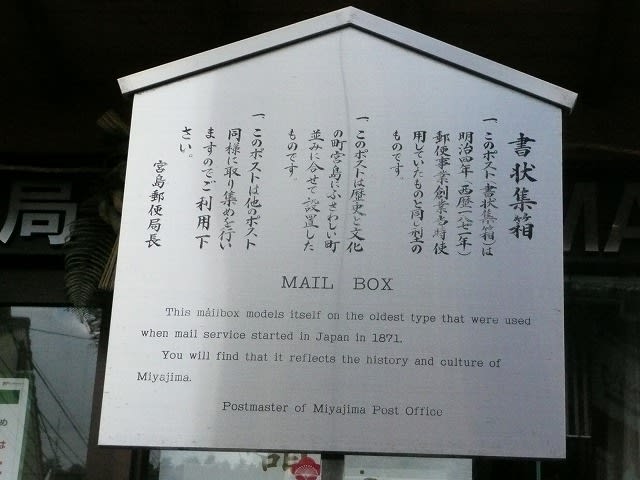 書状集箱
一、このポスト(書状集箱)は
明治四年(西暦一八七一年)
郵便事業創業当時使
用していたものと同じ型の
ものです。
一、このポストは歴史と文化
の町宮島にふさわしい町
並みに合せて設置した
ものです。
一、このポストは他のポスト
同様に取り集めを行い
ますのでご利用下
さい。
宮島郵便局長
MAIL BOX
This mailbox models itself on the oldest type that were used
when mail service started in Japan in 1871.
You will find that it reflects the history and culture of
Miyajima.
Postmaster of Miyajima Post Office
局
MA